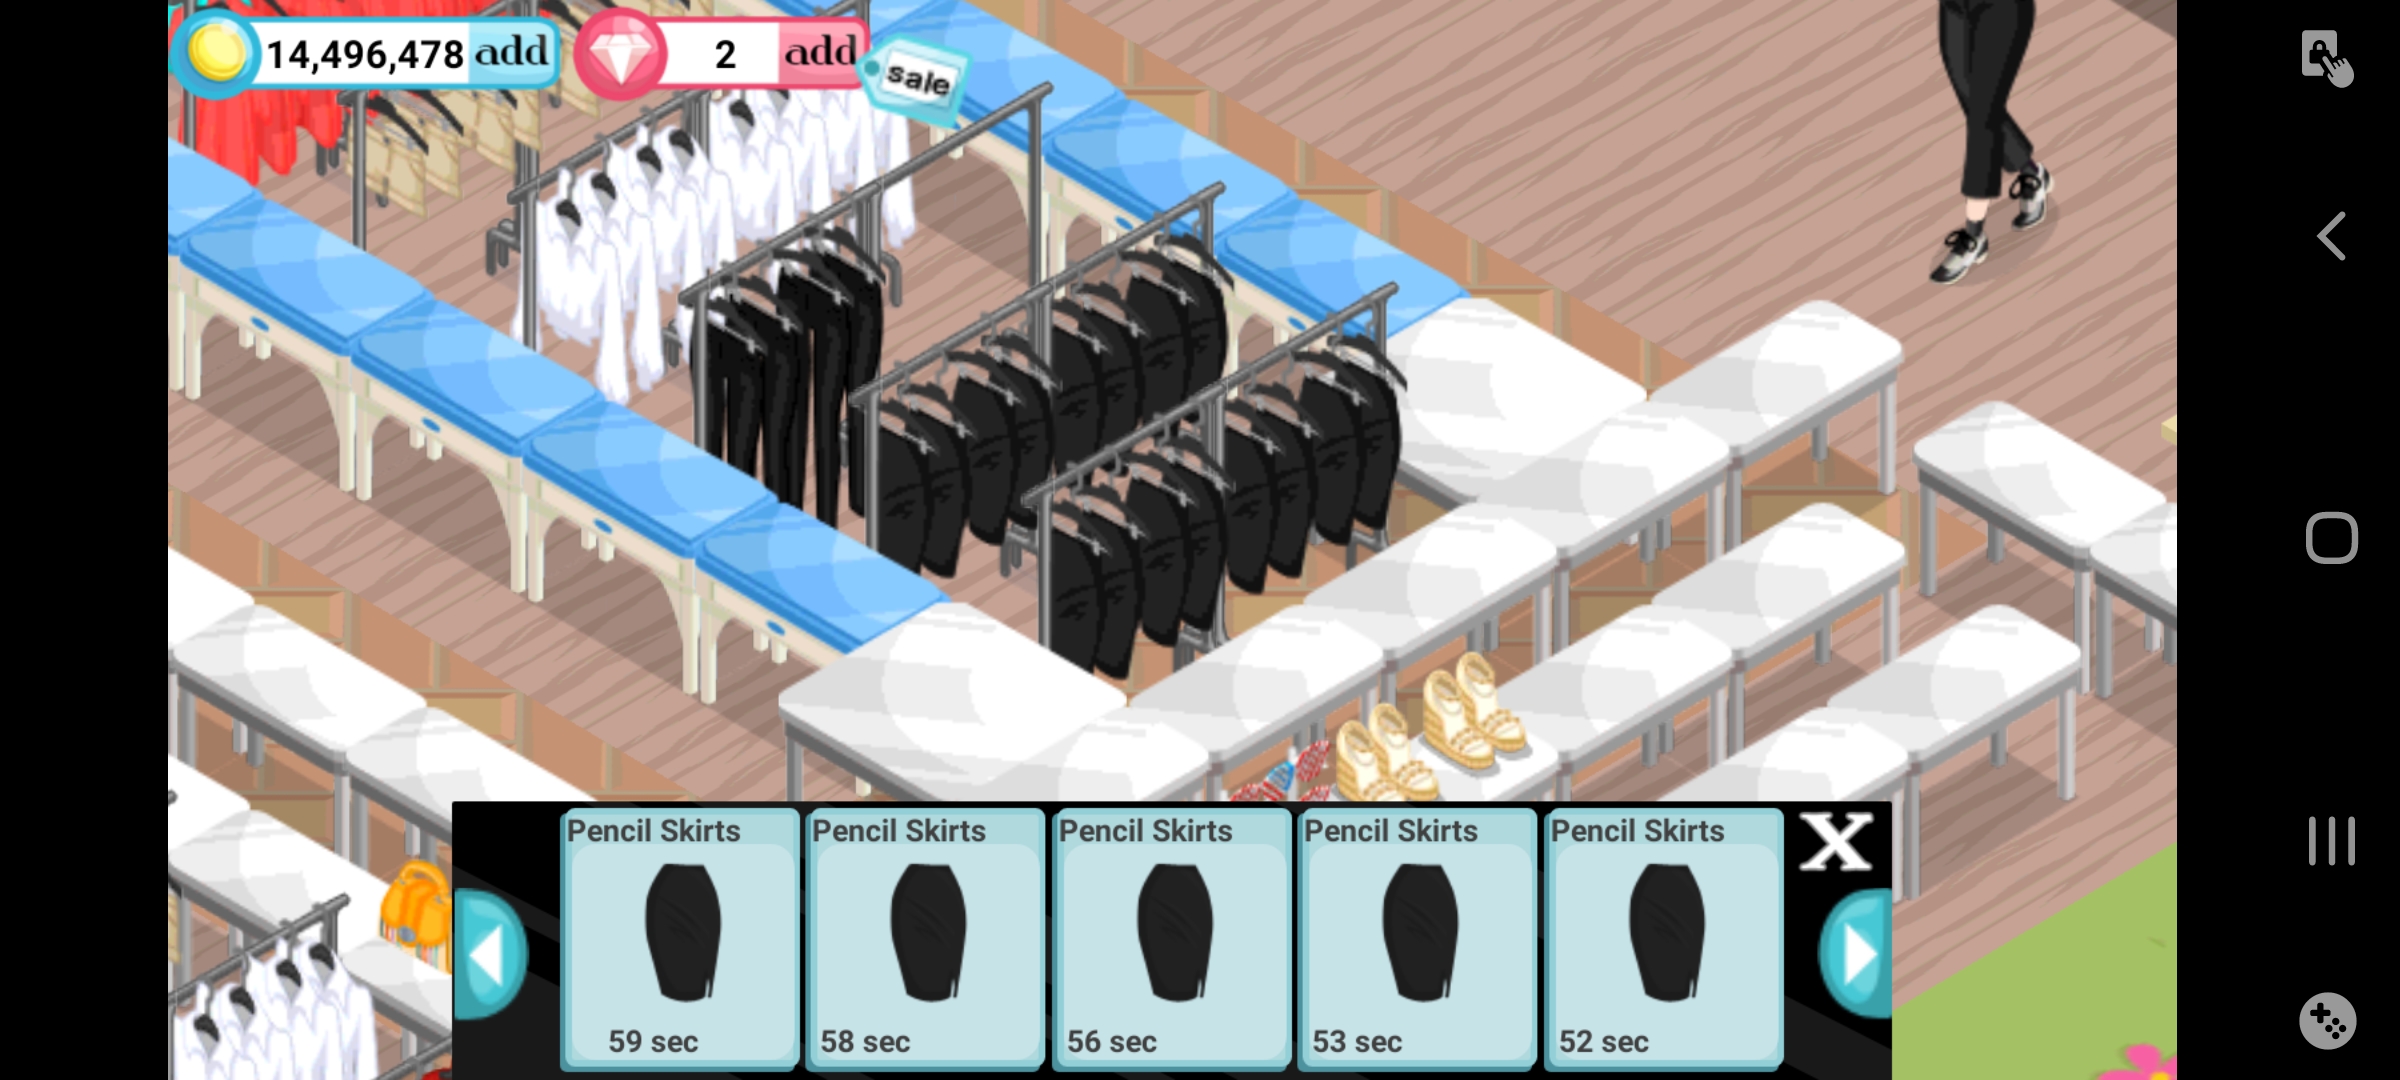 14,496,478 add
2 add
sale
Pencil Skirts
59 sec
Pencil Skirts
58 sec
Pencil Skirts
56 sec
Pencil Skirts
53 sec
Pencil Skirts
52 sec
X